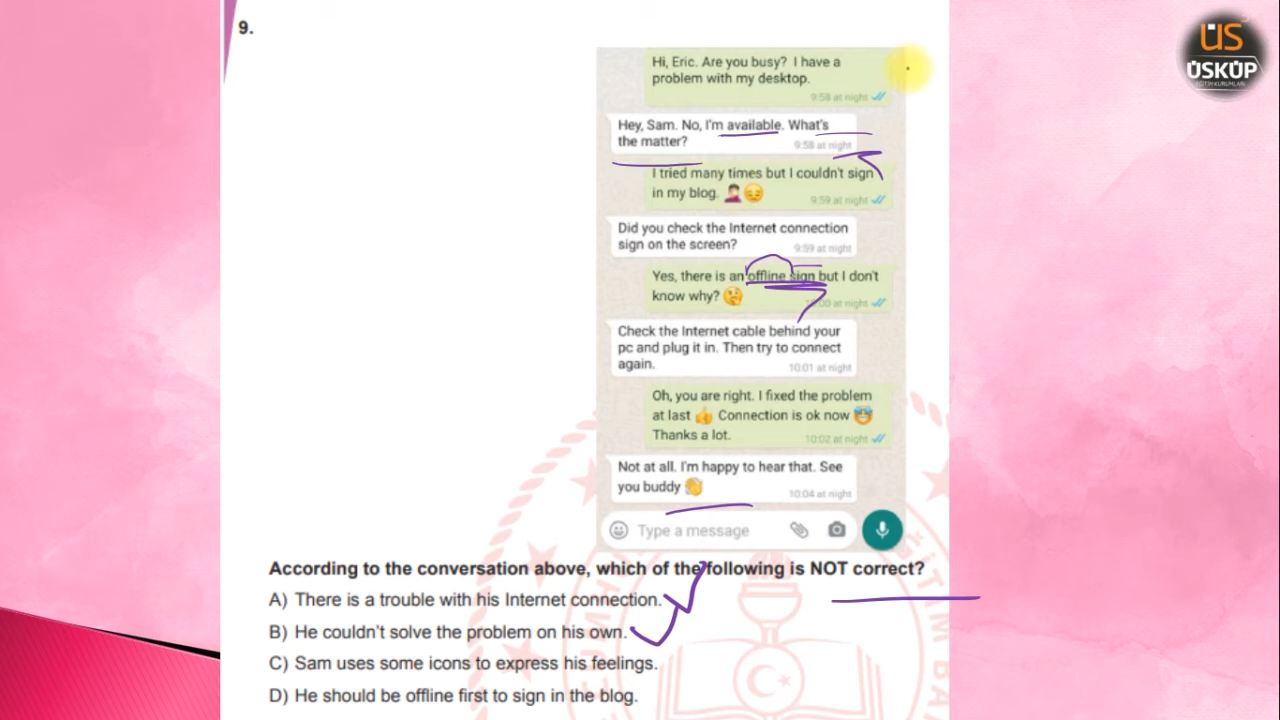 9.
ÜS
ÜSKÜP
EĞİTİM KURUMLARI
Hi, Eric. Are you busy? I have a
problem with my desktop.
9:58 at night
Hey, Sam. No, I'm available. What's
the matter?
9:58 at night
I tried many times but I couldn't sign
in my blog.
9:59 at night
Did you check the Internet connection
sign on the screen?
9:59 at night
Yes, there is an offline sign but I don't
know why?
at night
Check the Internet cable behind your
pc and plug it in. Then try to connect
again.
10:01 at night
Oh, you are right. I fixed the problem
at last 👍 Connection is ok now
Thanks a lot.
10:02 at night
Not at all. I'm happy to hear that. See
you buddy
10:04 at night
Type a message
According to the conversation above, which of the following is NOT correct?
A) There is a trouble with his Internet connection.
B) He couldn't solve the problem on his own.
C) Sam uses some icons to express his feelings.
D) He should be offline first to sign in the blog.